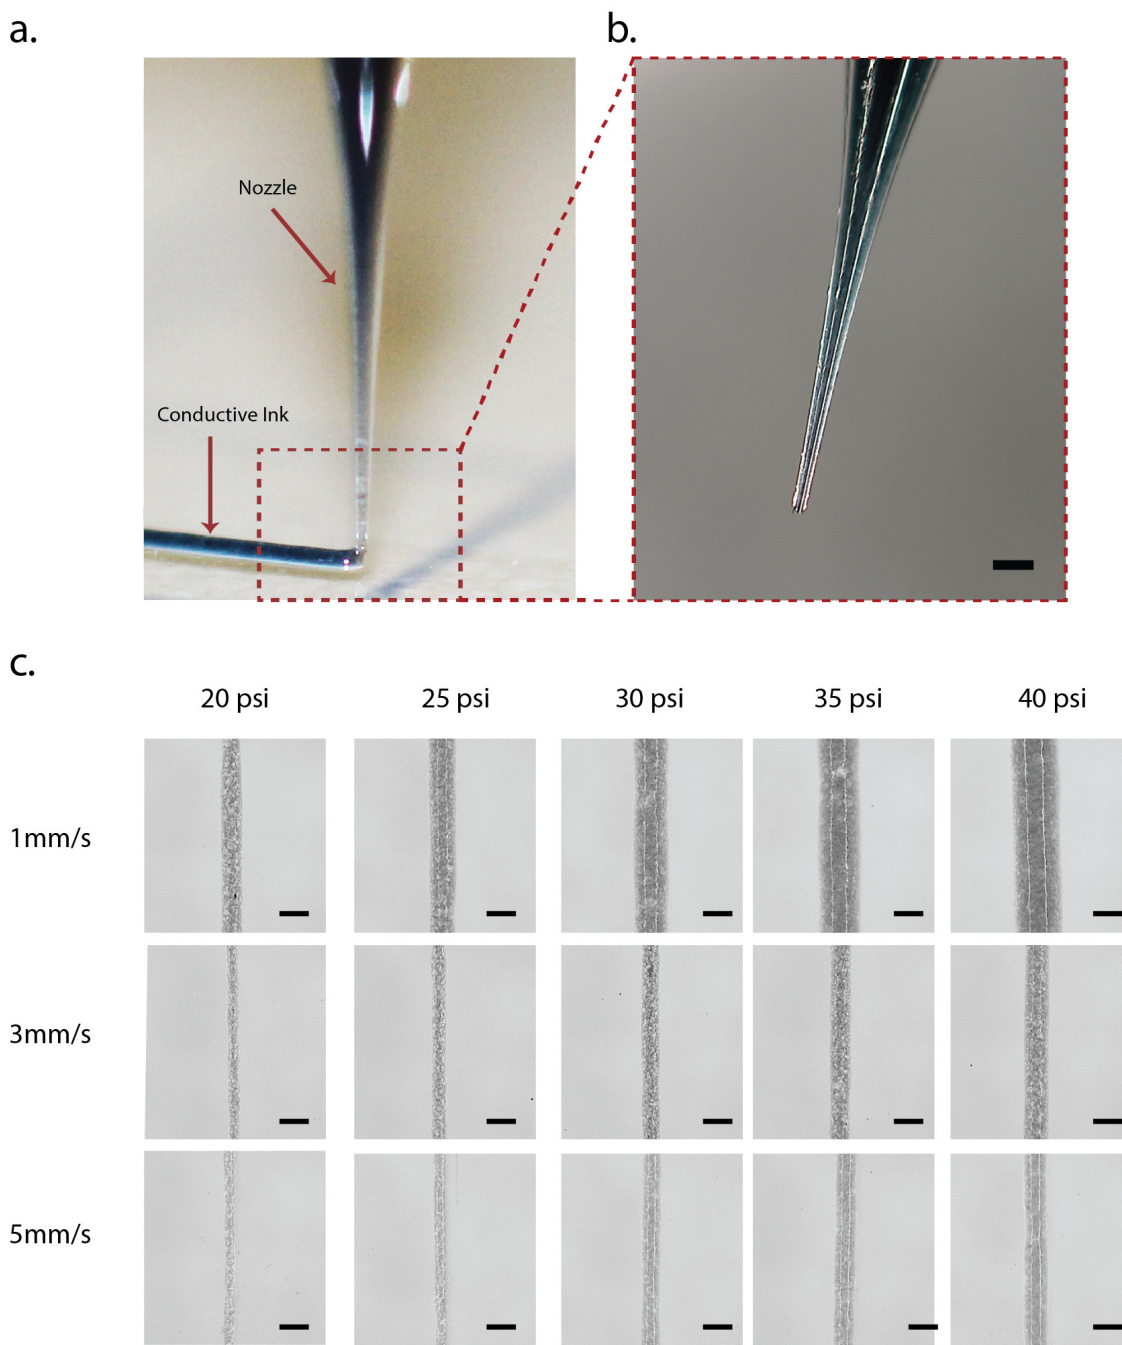 a.
b.
Nozzle
Conductive Ink
c.
20 psi 25 psi 30 psi 35 psi 40 psi
1mm/s
3mm/s
5mm/s